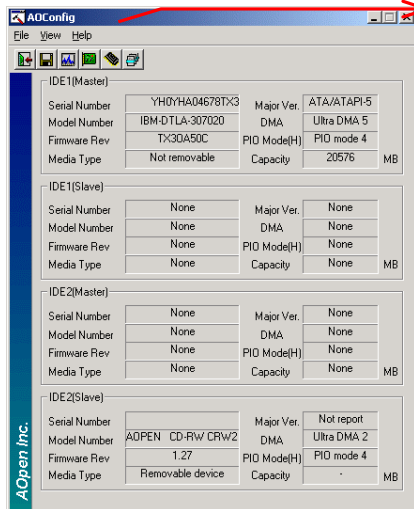 AOConfig
File View Help
IDE1(Master)
Serial Number YH0YHA04678TX3 Major Ver. ATA/ATAPI-5
Model Number IBM-DTLA-307020 DMA Ultra DMA 5
Firmware Rev TX3OA50C PIO Mode(H) PIO mode 4
Media Type Not removable Capacity 20576 MB
IDE1(Slave)
Serial Number None Major Ver. None
Model Number None DMA None
Firmware Rev None PIO Mode(H) None
Media Type None Capacity None MB
IDE2(Master)
Serial Number None Major Ver. None
Model Number None DMA None
Firmware Rev None PIO Mode(H) None
Media Type None Capacity None MB
IDE2(Slave)
Serial Number Major Ver. Not report
Model Number AOPEN CD-RW CRW2 DMA Ultra DMA 2
Firmware Rev 1.27 PIO Mode(H) PIO mode 4
Media Type Removable device Capacity - MB
AOpen Inc.